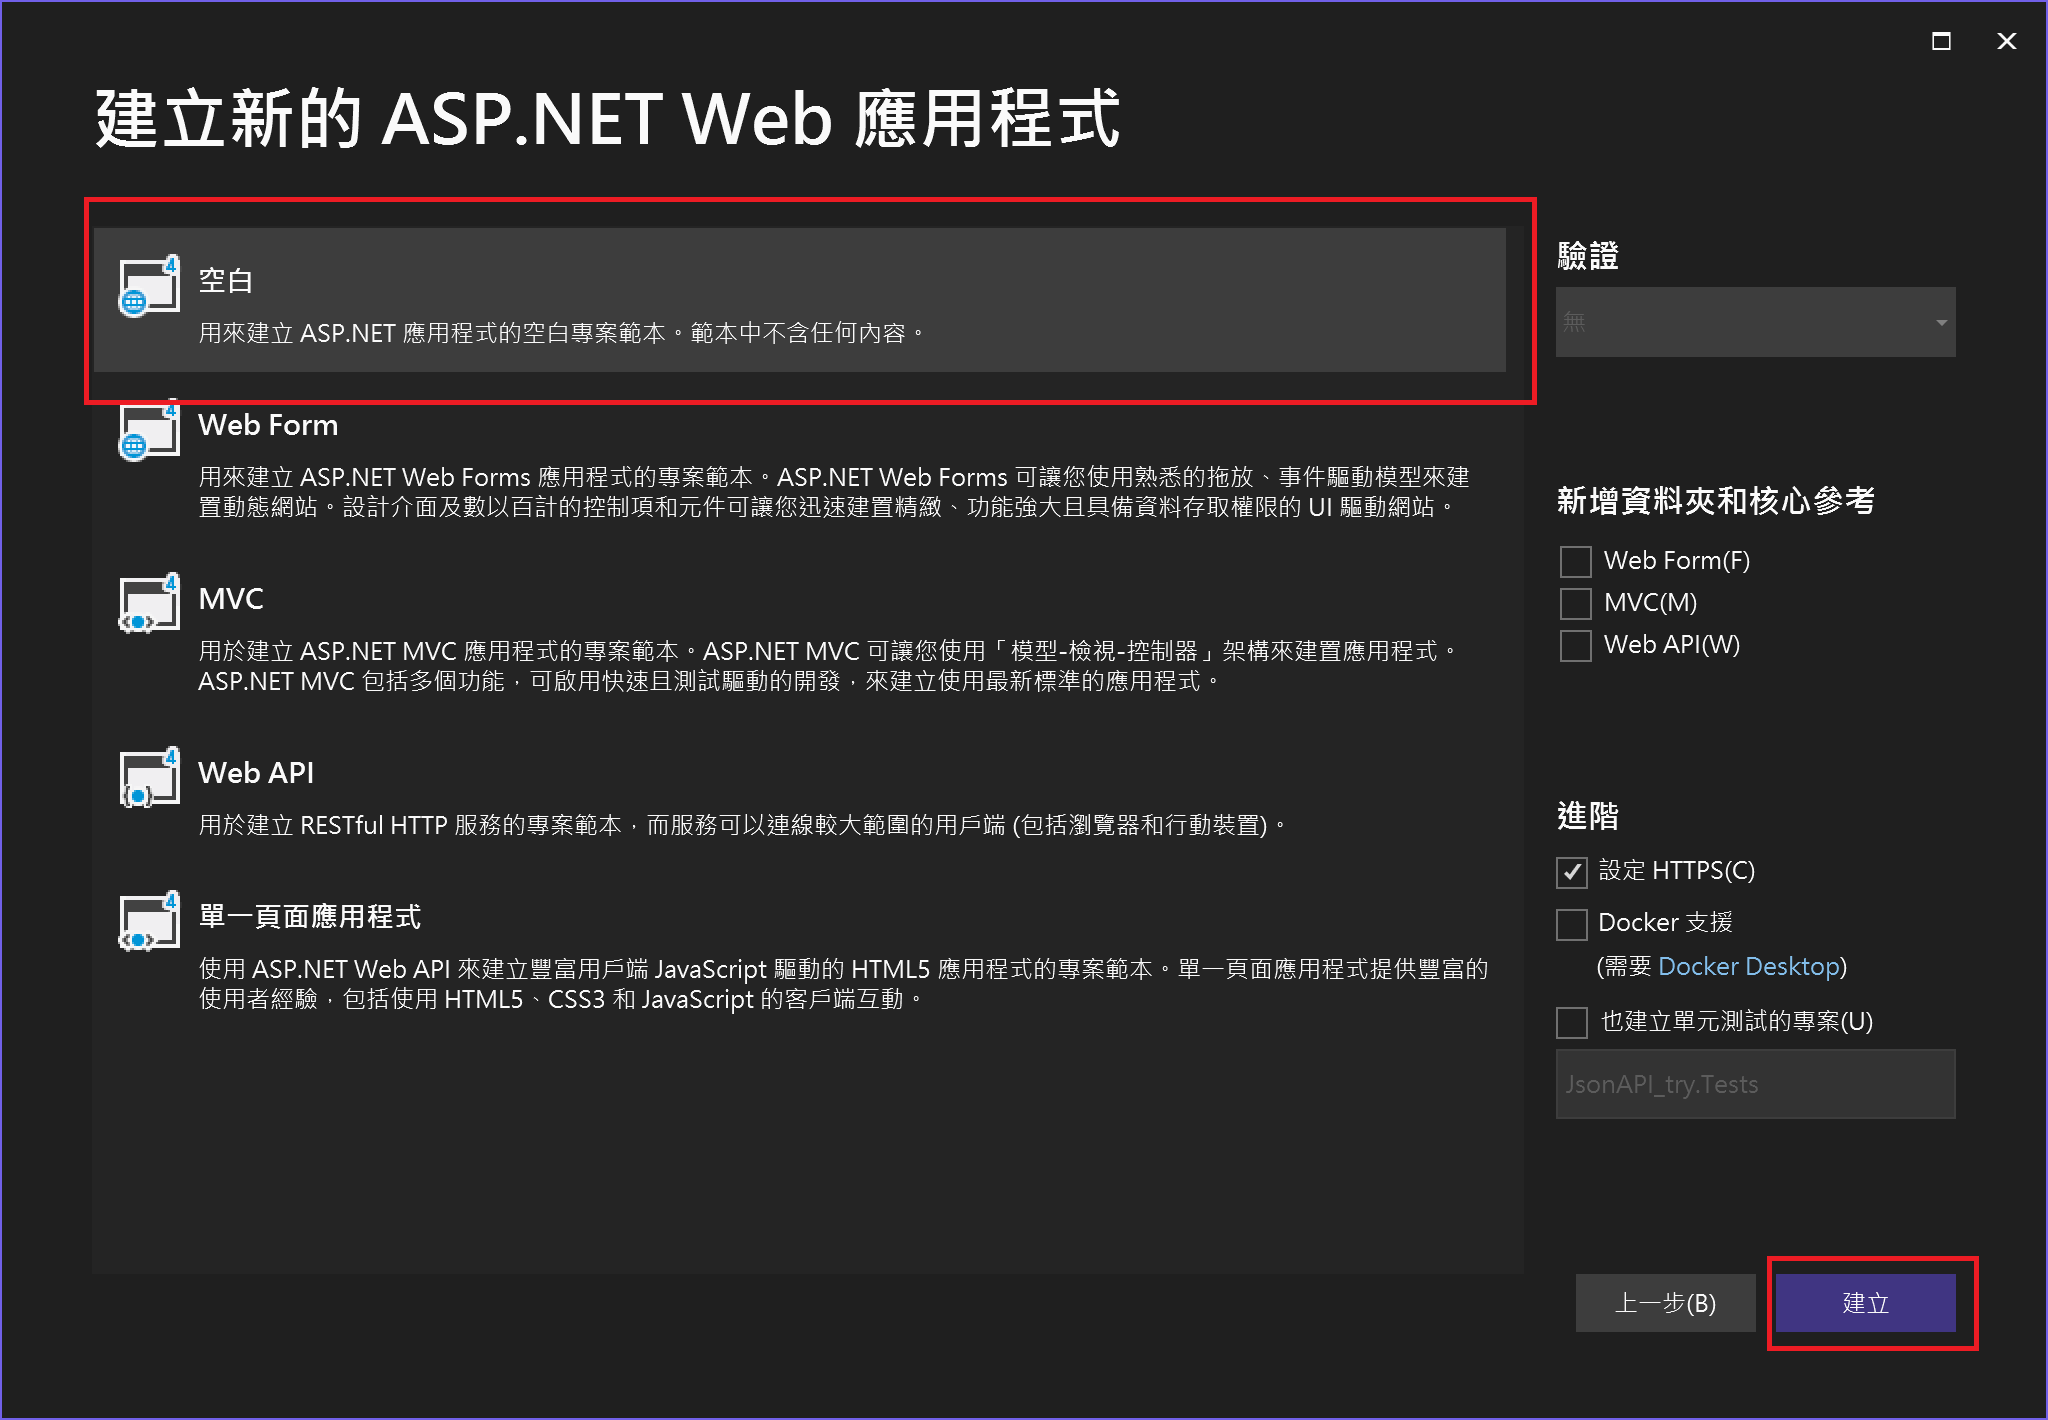 建立新的 ASP.NET Web 應用程式
空白
用來建立 ASP.NET 應用程式的空白專案範本。範本中不含任何內容。
Web Form
用來建立 ASP.NET Web Forms 應用程式的專案範本。ASP.NET Web Forms 可讓您使用熟悉的拖放、事件驅動模型來建
置動態網站。設計介面及數以百計的控制項和元件可讓您迅速建置精緻、功能強大且具備資料存取權限的 UI 驅動網站。
MVC
用於建立 ASP.NET MVC 應用程式的專案範本。ASP.NET MVC 可讓您使用「模型-檢視-控制器」架構來建置應用程式。
ASP.NET MVC 包括多個功能，可啟用快速且測試驅動的開發，來建立使用最新標準的應用程式。
Web API
用於建立 RESTful HTTP 服務的專案範本，而服務可以連線較大範圍的用戶端 (包括瀏覽器和行動裝置)。
單一頁面應用程式
使用 ASP.NET Web API 來建立豐富用戶端 JavaScript 驅動的 HTML5 應用程式的專案範本。單一頁面應用程式提供豐富的
使用者經驗，包括使用 HTML5、CSS3 和 JavaScript 的客戶端互動。
驗證
無
新增資料夾和核心參考
Web Form(F)
MVC(M)
Web API(W)
進階
設定 HTTPS(C)
Docker 支援
(需要 Docker Desktop)
也建立單元測試的專案(U)
JsonAPI_try.Tests
上一步(B)
建立